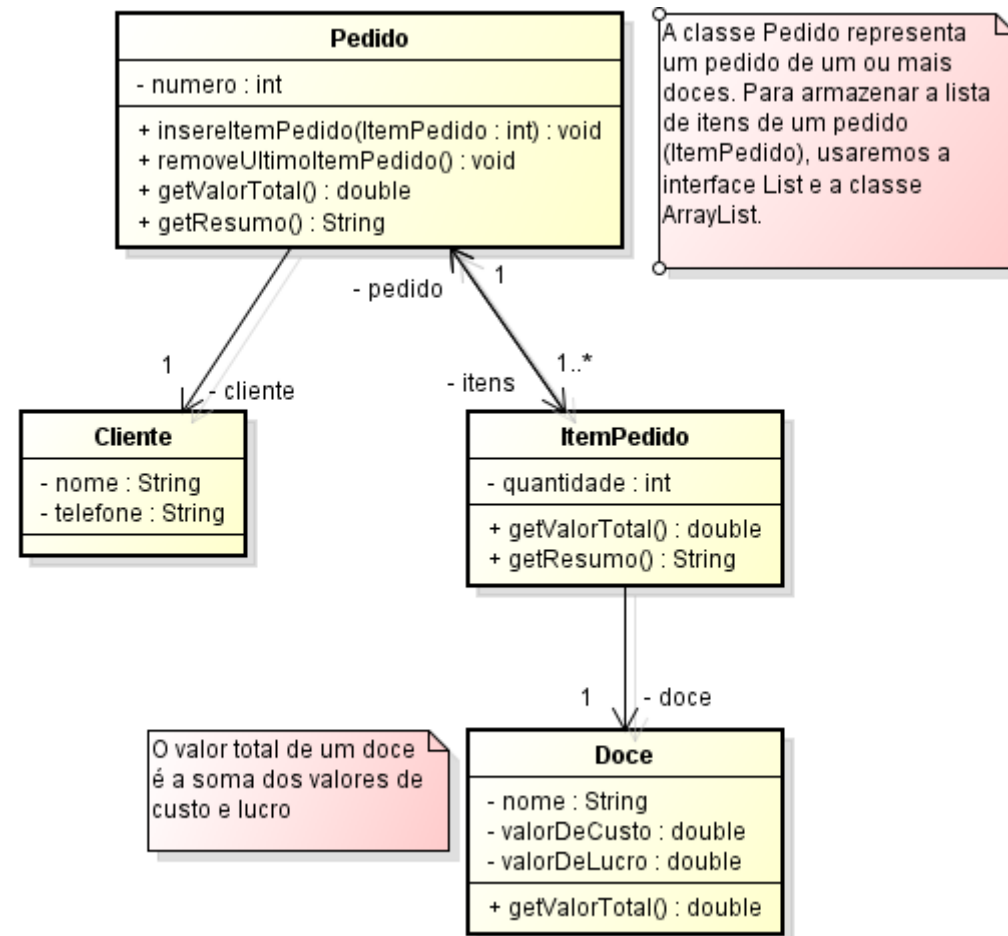 Pedido
- numero : int
+ insereItemPedido(ItemPedido : int) : void
+ removeUltimoItemPedido() : void
+ getValorTotal() : double
+ getResumo() : String
A classe Pedido representa
um pedido de um ou mais
doces. Para armazenar a lista
de itens de um pedido
(ItemPedido), usaremos a
interface List e a classe
ArrayList.
- pedido
1
1
- cliente
- itens
1..*
Cliente
- nome : String
- telefone : String
ItemPedido
- quantidade : int
+ getValorTotal() : double
+ getResumo() : String
1
- doce
O valor total de um doce
é a soma dos valores de
custo e lucro
Doce
- nome : String
- valorDeCusto : double
- valorDeLucro : double
+ getValorTotal() : double